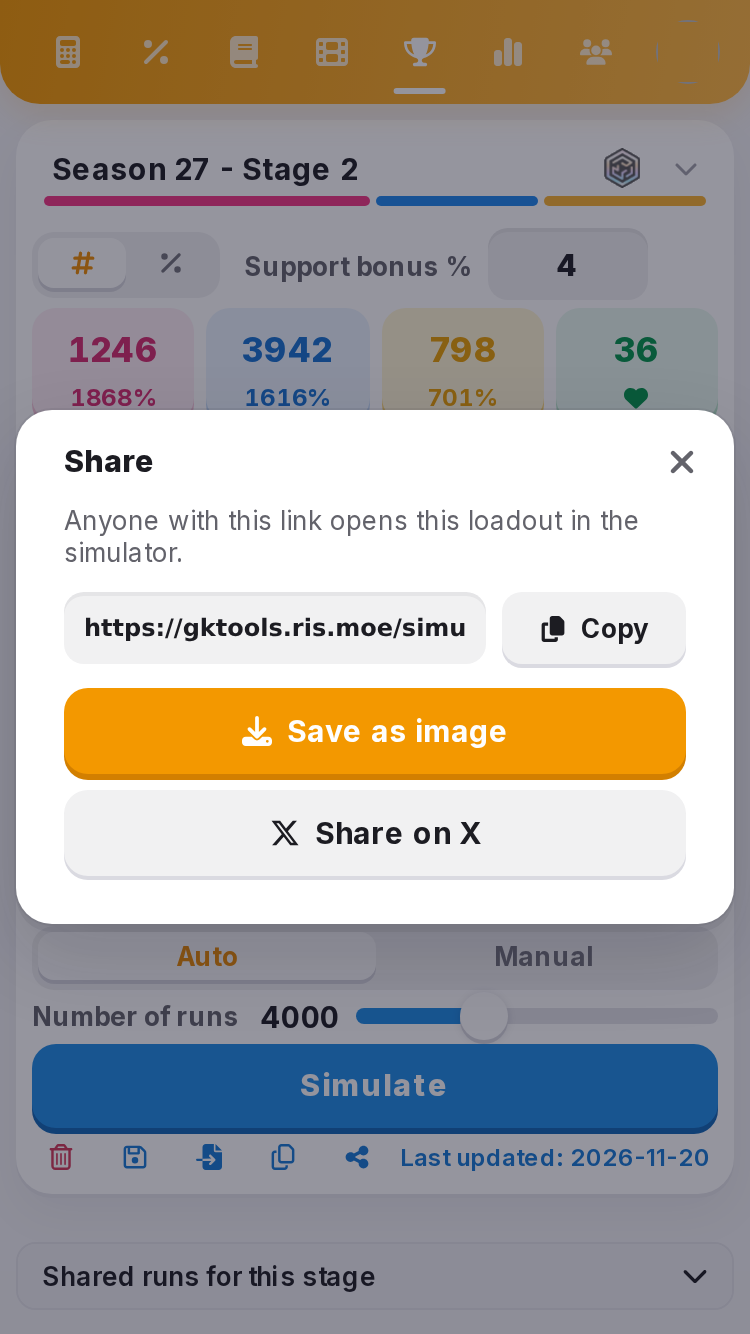 Season 27 - Stage 2
Support bonus %
4
1246
3942
798
36
1868%
1616%
701%
Share
Anyone with this link opens this loadout in the
simulator.
https://gktools.ris.moe/simu
Copy
Save as image
Share on X
Auto
Manual
Number of runs
4000
Simulate
Last updated: 2026-11-20
Shared runs for this stage